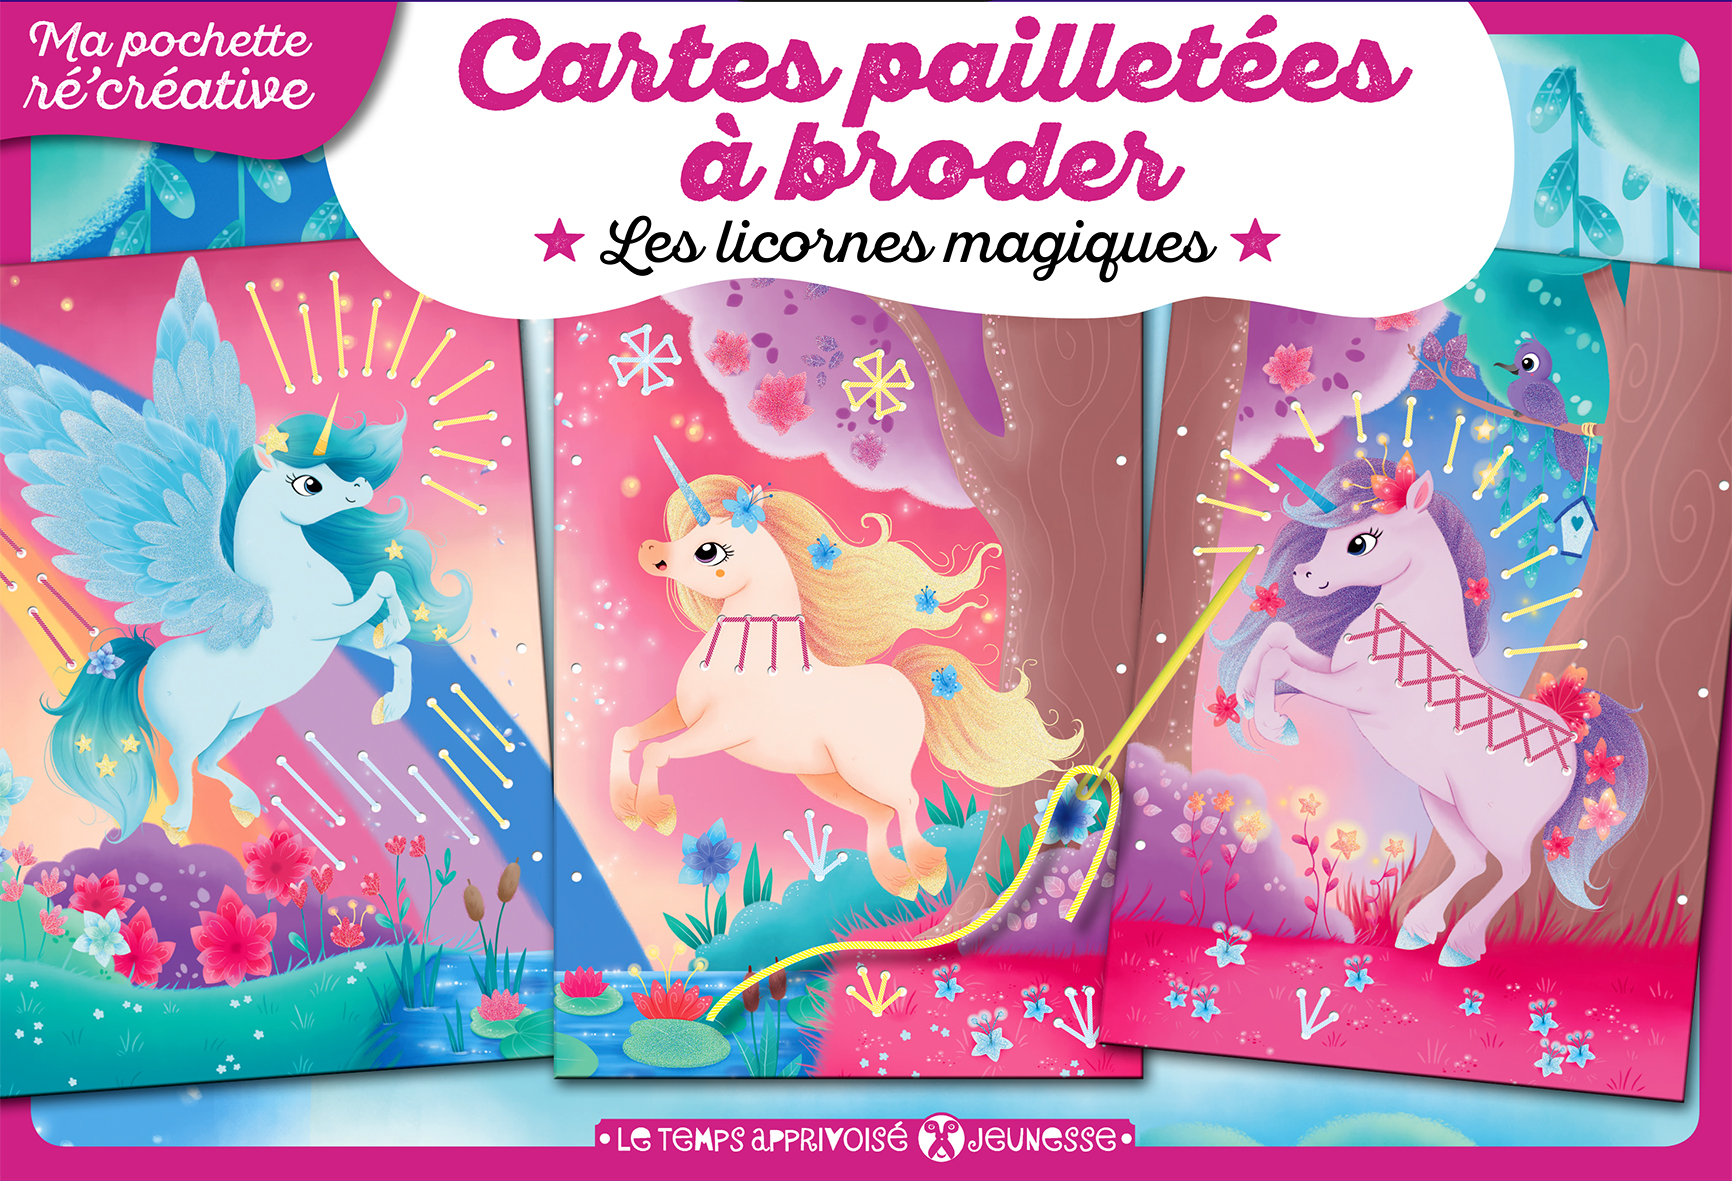 Ma pochette
ré'créative
Cartes pailletées
à broder
Les licornes magiques
LE TEMPS APPRIVOISÉ JEUNESSE